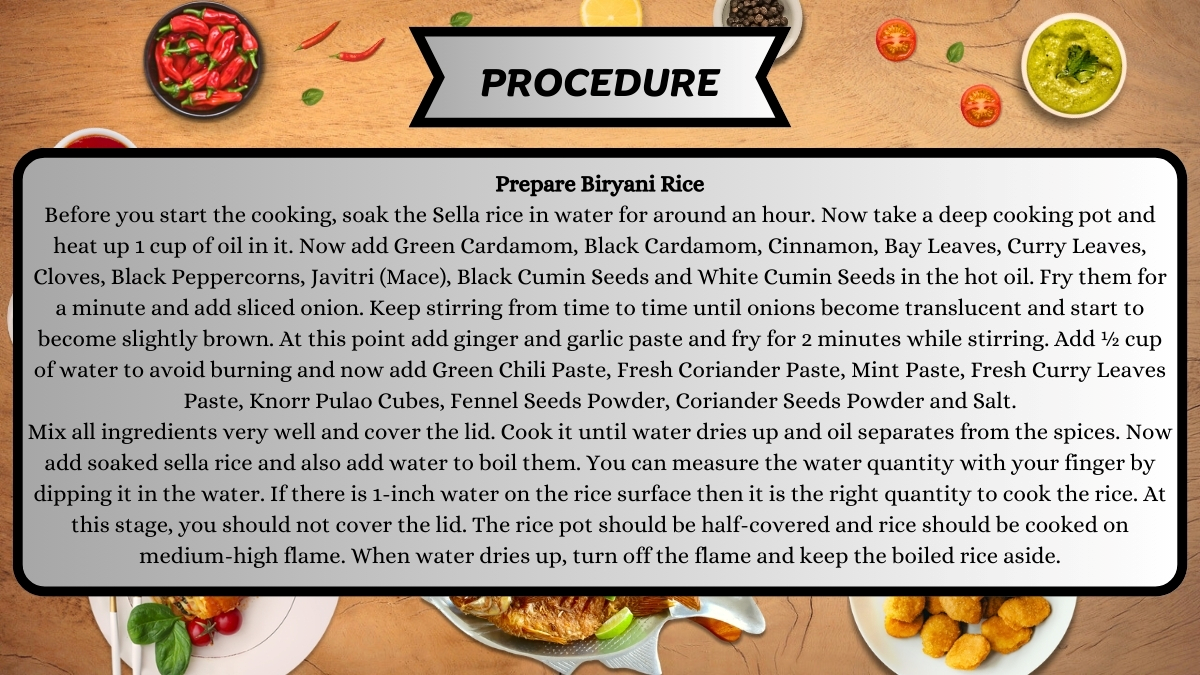 PROCEDURE
Prepare Biryani Rice
Before you start the cooking, soak the Sella rice in water for around an hour. Now take a deep cooking pot and
heat up 1 cup of oil in it. Now add Green Cardamom, Black Cardamom, Cinnamon, Bay Leaves, Curry Leaves,
Cloves, Black Peppercorns, Javitri (Mace), Black Cumin Seeds and White Cumin Seeds in the hot oil. Fry them for
a minute and add sliced onion. Keep stirring from time to time until onions become translucent and start to
become slightly brown. At this point add ginger and garlic paste and fry for 2 minutes while stirring. Add ½ cup
of water to avoid burning and now add Green Chili Paste, Fresh Coriander Paste, Mint Paste, Fresh Curry Leaves
Paste, Knorr Pulao Cubes, Fennel Seeds Powder, Coriander Seeds Powder and Salt.
Mix all ingredients very well and cover the lid. Cook it until water dries up and oil separates from the spices. Now
add soaked sella rice and also add water to boil them. You can measure the water quantity with your finger by
dipping it in the water. If there is 1-inch water on the rice surface then it is the right quantity to cook the rice. At
this stage, you should not cover the lid. The rice pot should be half-covered and rice should be cooked on
medium-high flame. When water dries up, turn off the flame and keep the boiled rice aside.